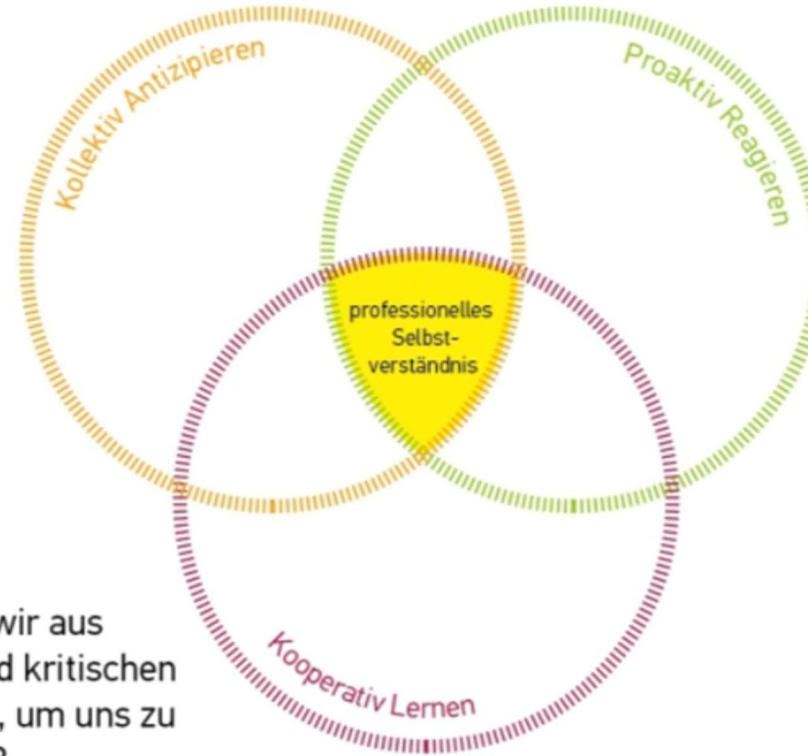 Kollektiv Antizipieren
Proaktiv Reagieren
professionelles
Selbst-
verständnis
Kooperativ Lernen
wir aus
d kritischen
, um uns zu